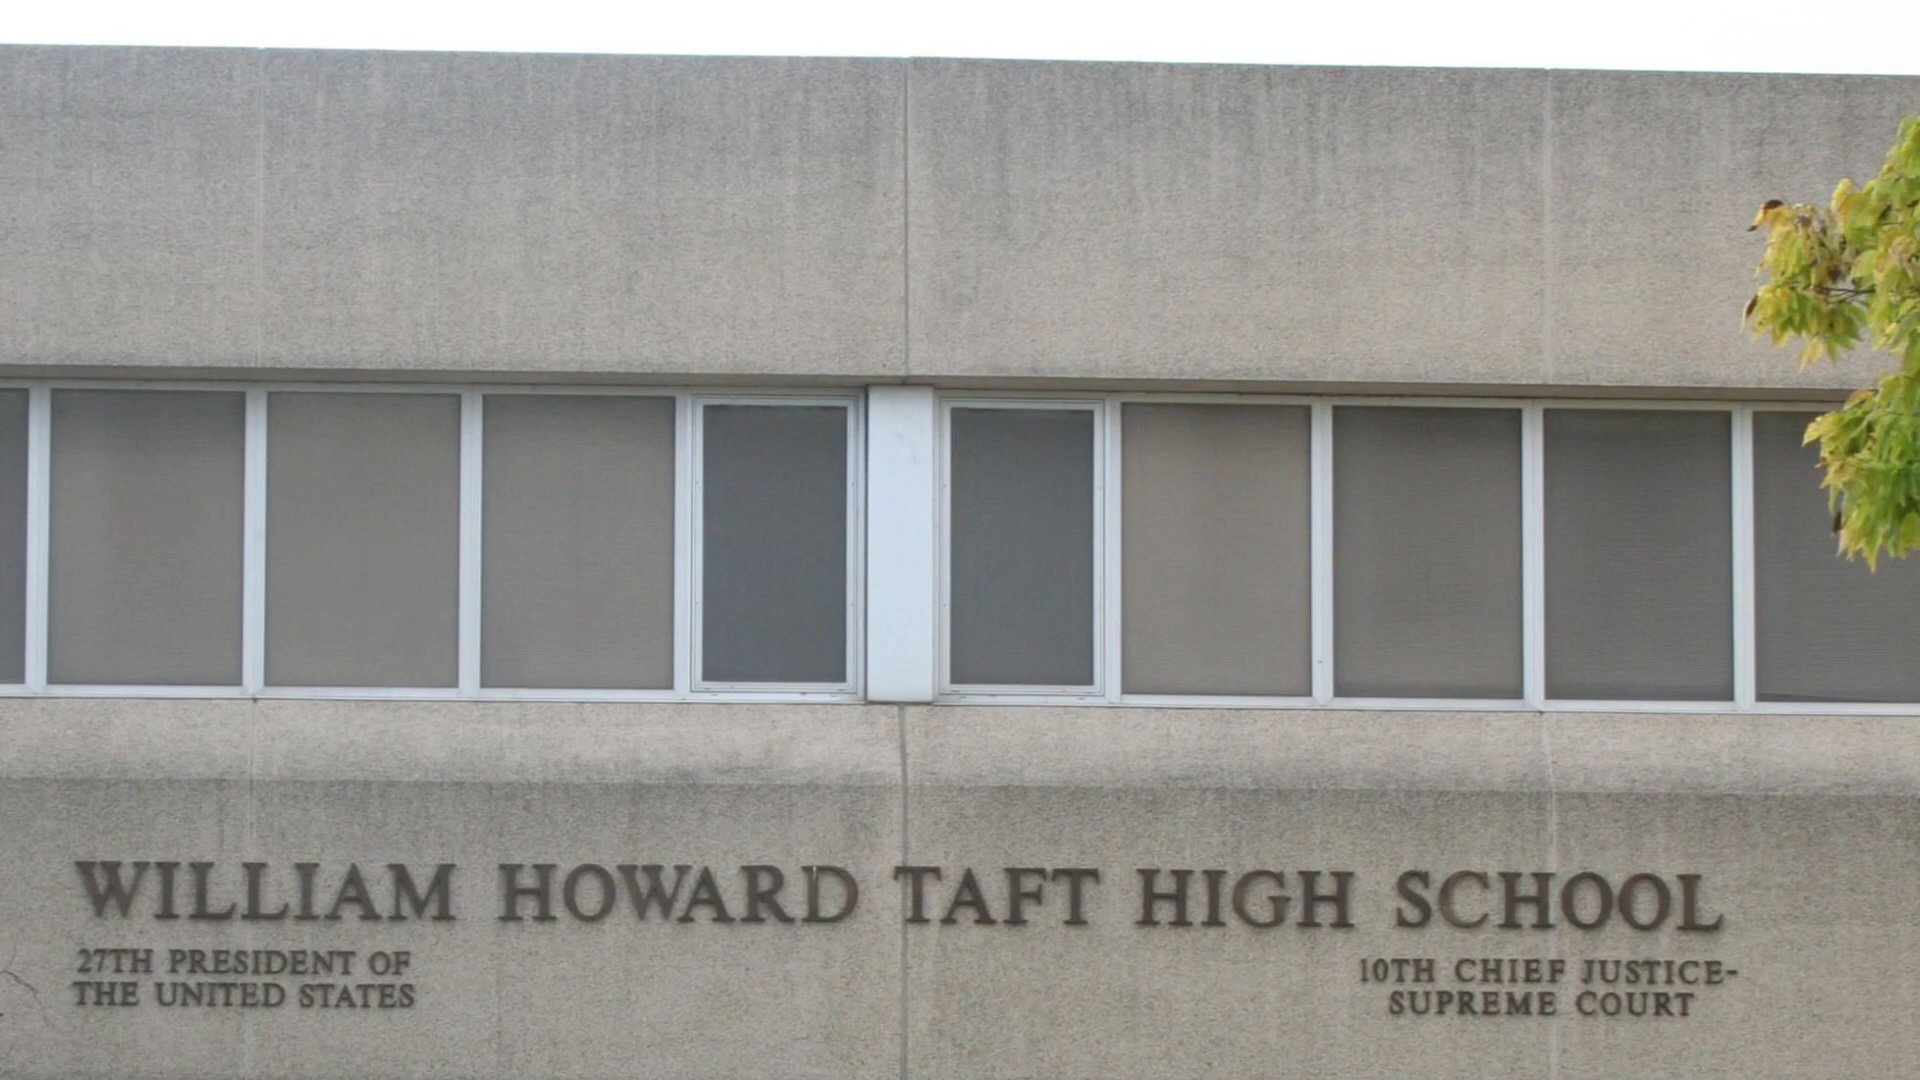 WILLIAM HOWARD TAFT HIGH SCHOOL
27TH PRESIDENT OF
THE UNITED STATES
10TH CHIEF JUSTICE-
SUPREME COURT